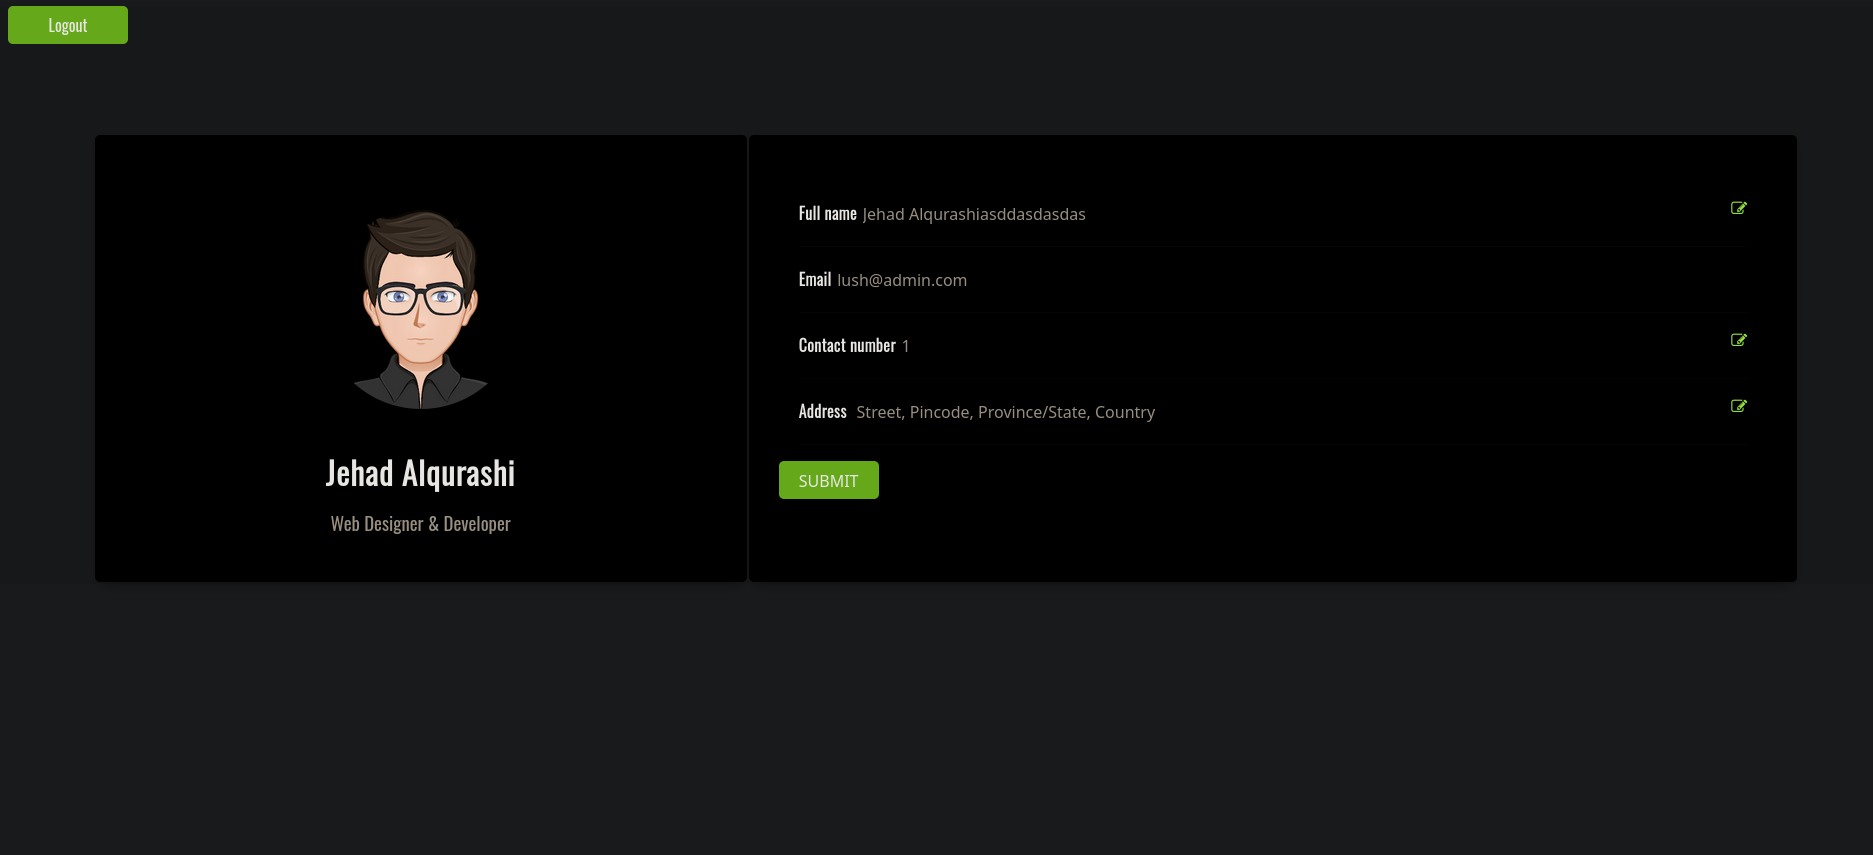 Logout
Jehad Alqurashi
Web Designer & Developer
Full name Jehad Alqurashiasddasdasdas
Email lush@admin.com
Contact number 1
Address Street, Pincode, Province/State, Country
SUBMIT